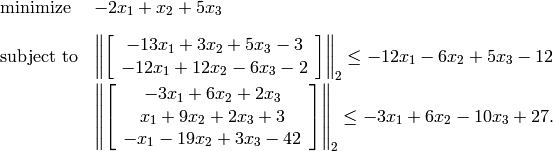 minimize −2x₁ + x₂ + 5x₃
subject to ‖[ −13x₁ + 3x₂ + 5x₃ − 3
−12x₁ + 12x₂ − 6x₃ − 2 ]‖₂ ≤ −12x₁ − 6x₂ + 5x₃ − 12
‖[ −3x₁ + 6x₂ + 2x₃
x₁ + 9x₂ + 2x₃ + 3
−x₁ − 19x₂ + 3x₃ − 42 ]‖₂ ≤ −3x₁ + 6x₂ − 10x₃ + 27.